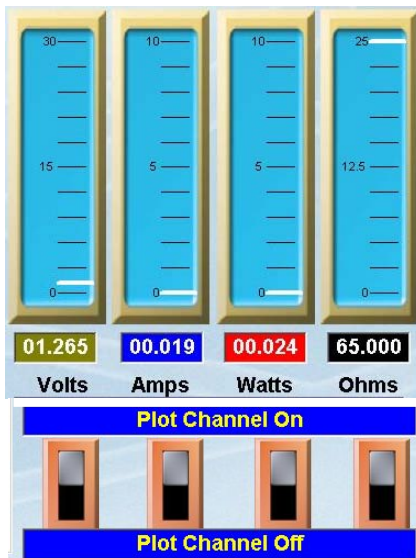 30 10 10 25
15 5 5 12.5
0 0 0 0
01.265 00.019 00.024 65.000
Volts Amps Watts Ohms
Plot Channel On
Plot Channel Off